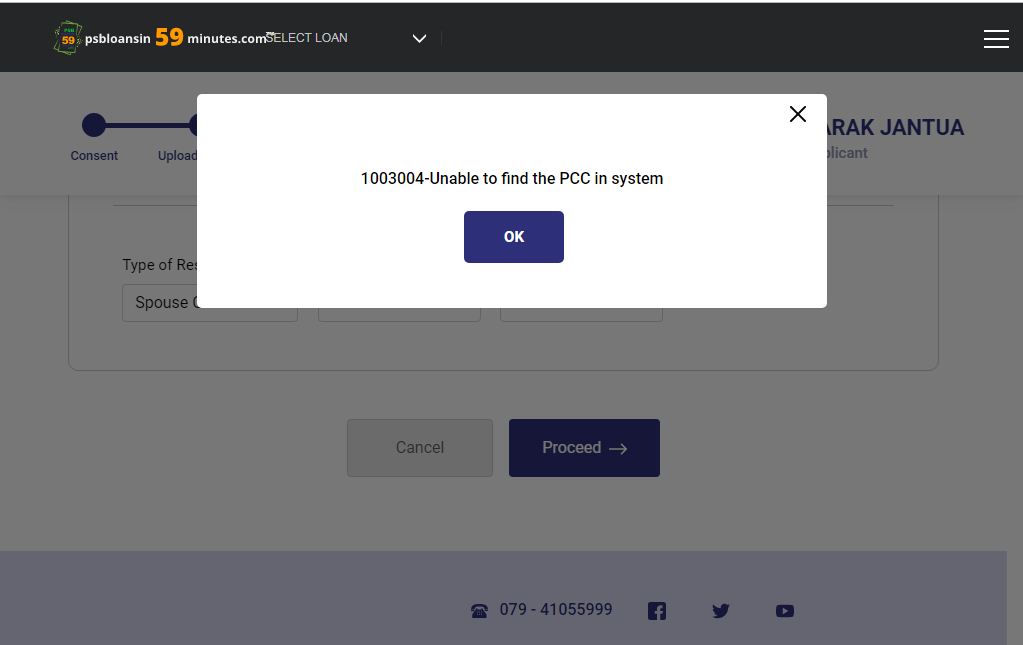 PSB
59
psbloansin 59 minutes.com™
SELECT LOAN
ARAK JANTUA
plicant
Consent
Upload
1003004-Unable to find the PCC in system
OK
Type of Res
Spouse
Cancel
Proceed
079 - 41055999